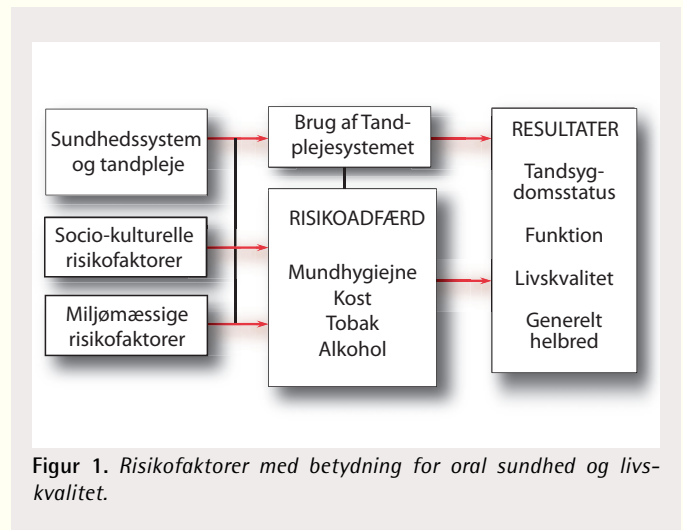 Sundhedssystem
og tandpleje
Socio-kulturelle
risikofaktorer
Miljømæssige
risikofaktorer
Brug af Tand-
plejesystemet
RISIKOADFÆRD
Mundhygiejne
Kost
Tobak
Alkohol
RESULTATER
Tandsyg-
domsstatus
Funktion
Livskvalitet
Generelt
helbred
Figur 1. Risikofaktorer med betydning for oral sundhed og livs-
kvalitet.